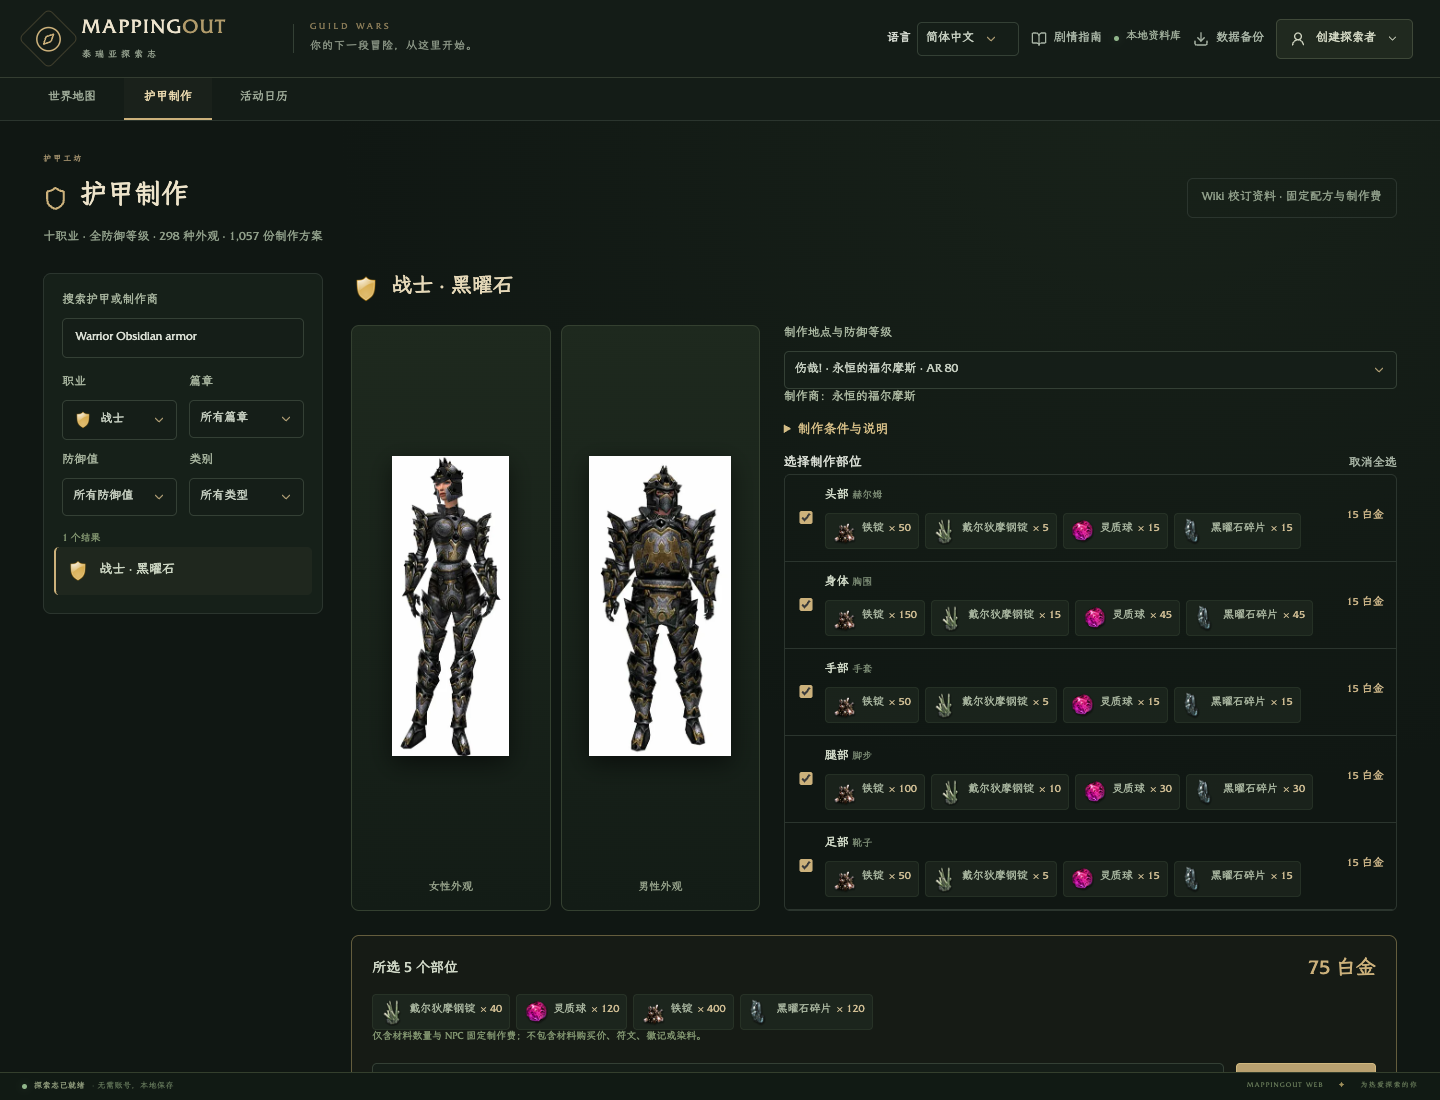 MAPPINGOUT
泰瑞亚探索志
GUILD WARS
你的下一段冒险，从这里开始。
语言
简体中文
剧情指南
本地资料库
数据备份
创建探索者
世界地图
护甲制作
活动日历
护甲工坊
护甲制作
十职业 · 全防御等级 · 298 种外观 · 1,057 份制作方案
Wiki 校订资料 · 固定配方与制作费
搜索护甲或制作商
Warrior Obsidian armor
职业
篇章
战士
所有篇章
防御值
类别
所有防御值
所有类型
1 个结果
战士 · 黑曜石
战士 · 黑曜石
女性外观
男性外观
制作地点与防御等级
伤哉! · 永恒的福尔摩斯 · AR 80
制作商：永恒的福尔摩斯
制作条件与说明
选择制作部位
取消全选
头部 赫尔姆
铁锭 × 50 戴尔狄摩钢锭 × 5 灵质球 × 15 黑曜石碎片 × 15
15 白金
身体 胸围
铁锭 × 150 戴尔狄摩钢锭 × 15 灵质球 × 45 黑曜石碎片 × 45
15 白金
手部 手套
铁锭 × 50 戴尔狄摩钢锭 × 5 灵质球 × 15 黑曜石碎片 × 15
15 白金
腿部 脚步
铁锭 × 100 戴尔狄摩钢锭 × 10 灵质球 × 30 黑曜石碎片 × 30
15 白金
足部 靴子
铁锭 × 50 戴尔狄摩钢锭 × 5 灵质球 × 15 黑曜石碎片 × 15
15 白金
所选 5 个部位
75 白金
戴尔狄摩钢锭 × 40 灵质球 × 120 铁锭 × 400 黑曜石碎片 × 120
仅含材料数量与 NPC 固定制作费；不包含材料购买价、符文、徽记或染料。
探索志已就绪 · 无需账号，本地保存
MAPPINGOUT WEB ✦ 为热爱探索的你